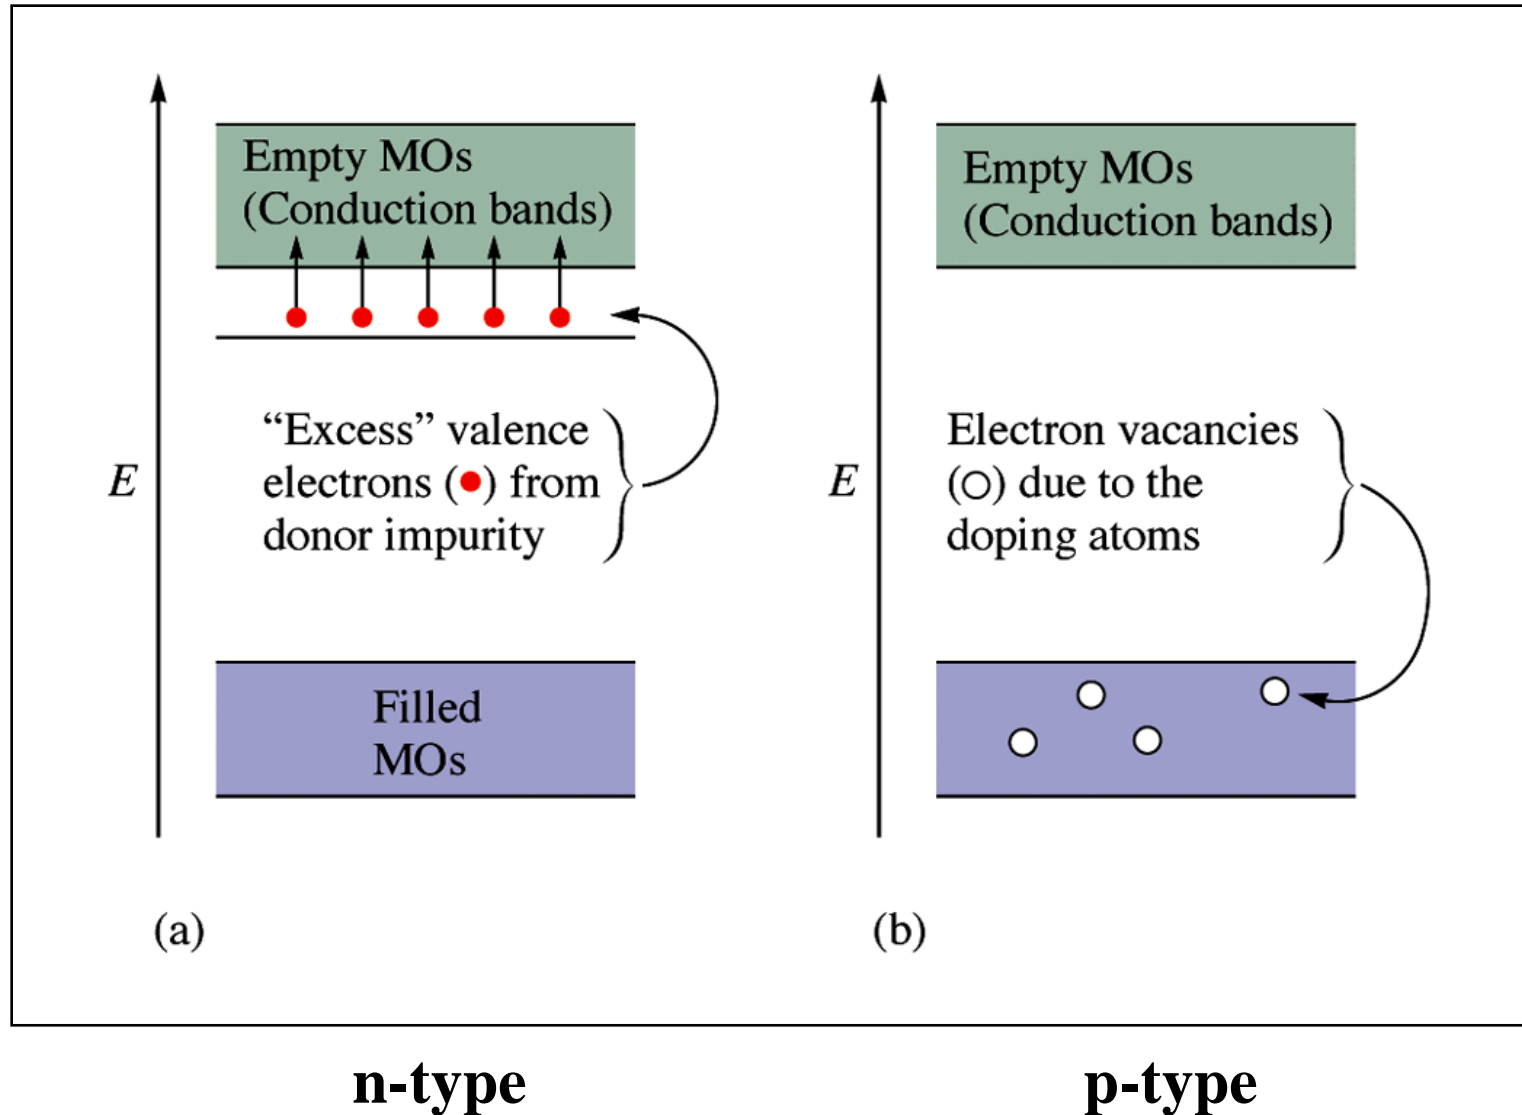 Empty MOs
(Conduction bands)
E
“Excess” valence
electrons (●) from
donor impurity
Filled
MOs
(a)
n-type
Empty MOs
(Conduction bands)
E
Electron vacancies
(○) due to the
doping atoms
(b)
p-type